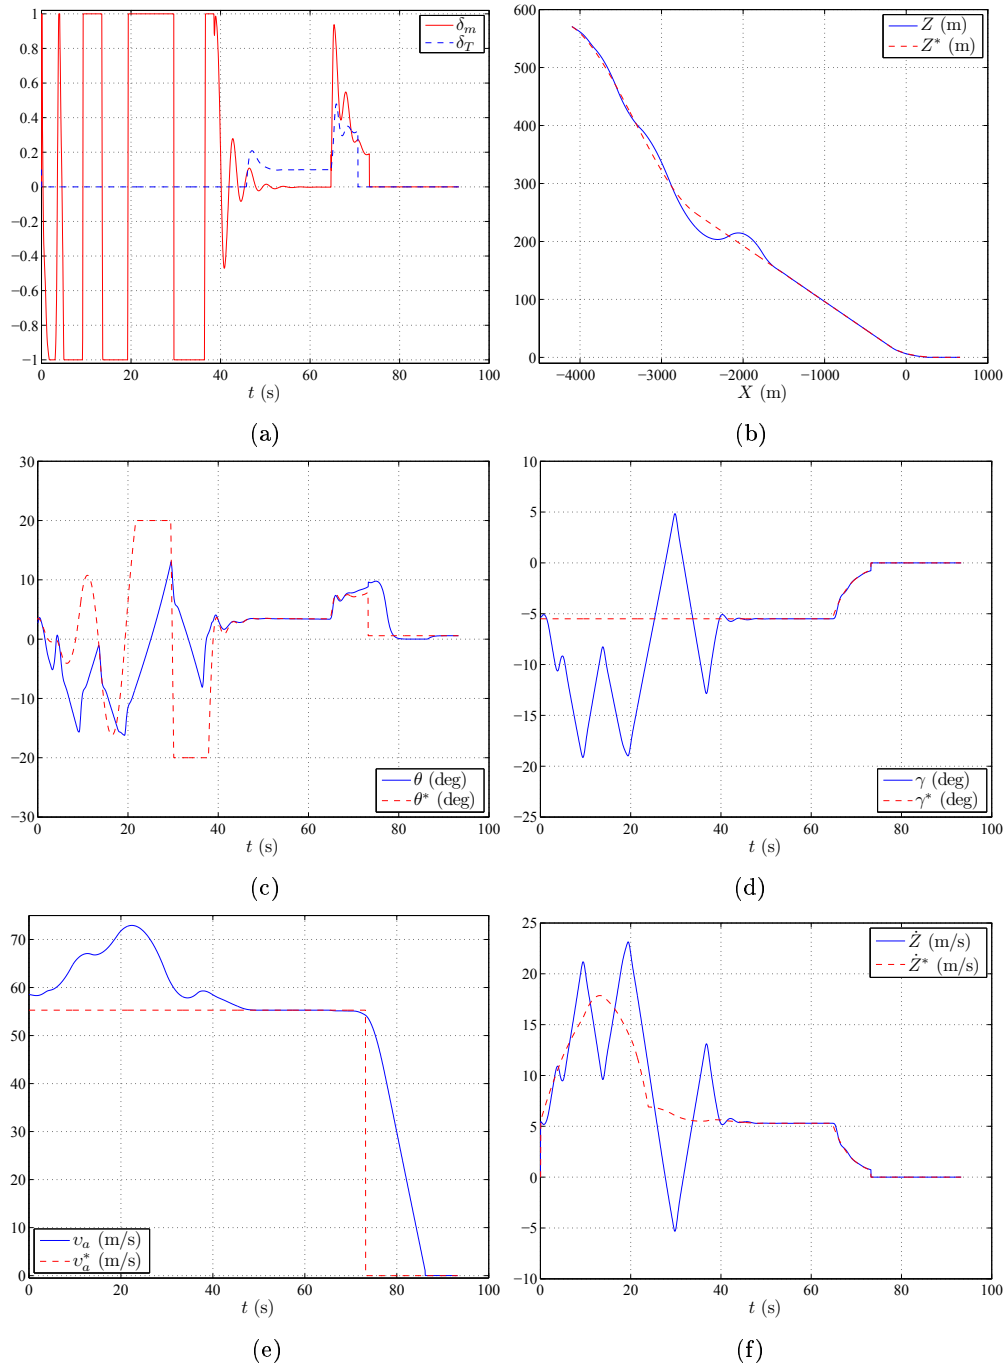 1
0.8
0.6
0.4
0.2
0
−0.2
−0.4
−0.6
−0.8
−1
0 20 40 60 80 100
t (s)
δm
δT
(a)
600
500
400
300
200
100
0
−4000 −3000 −2000 −1000 0 1000
X (m)
Z (m)
Z* (m)
(b)
30
20
10
0
−10
−20
−30
0 20 40 60 80 100
t (s)
θ (deg)
θ* (deg)
(c)
10
5
0
−5
−10
−15
−20
−25
0 20 40 60 80 100
t (s)
γ (deg)
γ* (deg)
(d)
70
60
50
40
30
20
10
0
0 20 40 60 80 100
t (s)
va (m/s)
va* (m/s)
(e)
25
20
15
10
5
0
−5
−10
0 20 40 60 80 100
t (s)
Ż (m/s)
Ż* (m/s)
(f)